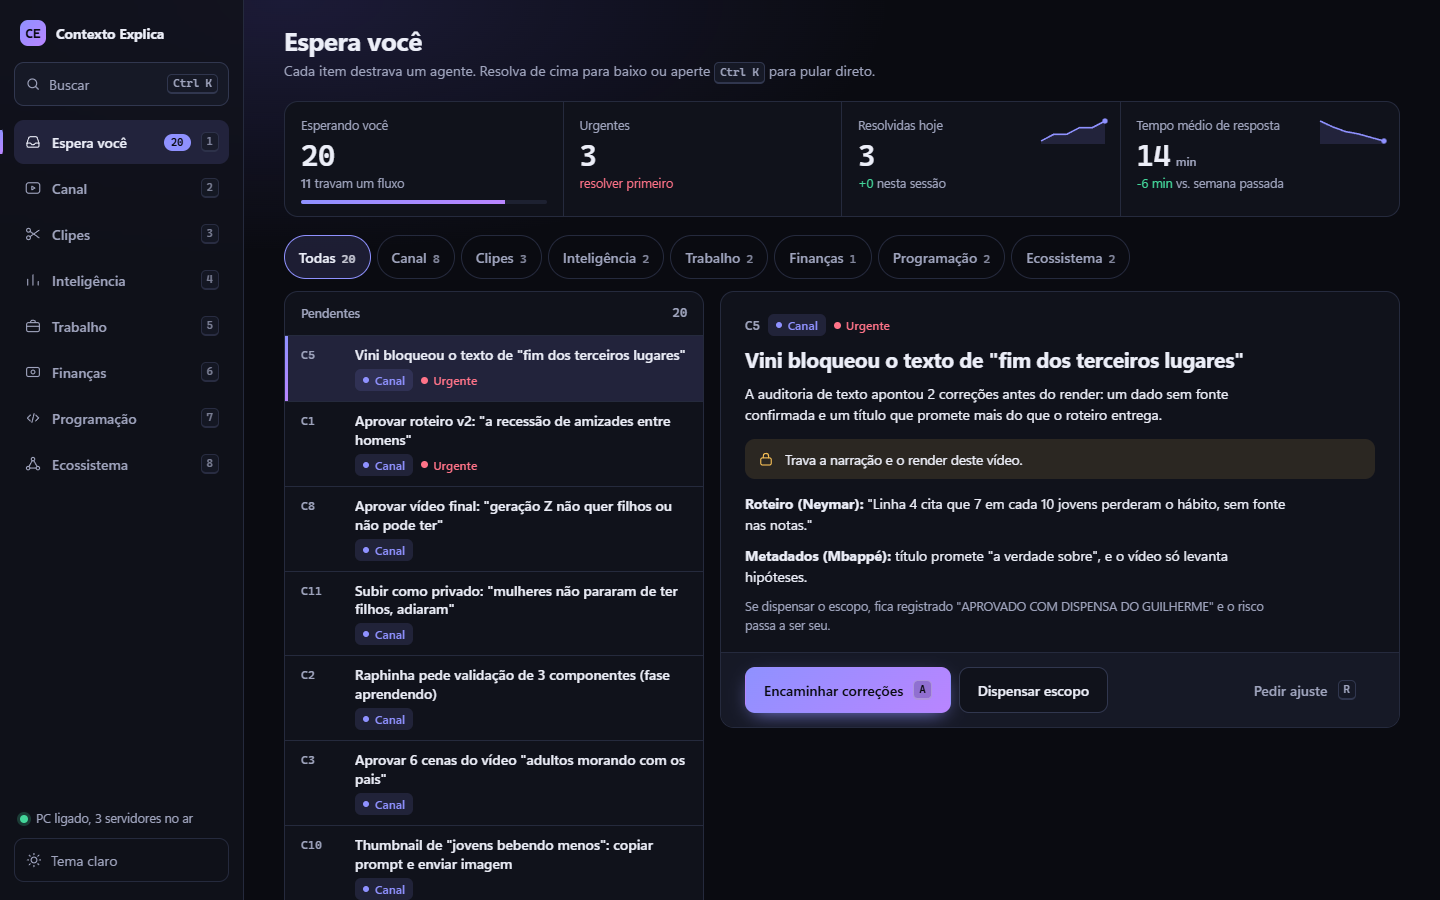 CE Contexto Explica
Buscar Ctrl K
Espera você 20 1
Canal 2
Clipes 3
Inteligência 4
Trabalho 5
Finanças 6
Programação 7
Ecossistema 8
PC ligado, 3 servidores no ar
Tema claro
Espera você
Cada item destrava um agente. Resolva de cima para baixo ou aperte Ctrl K para pular direto.
Esperando você
20
11 travam um fluxo
Urgentes
3
resolver primeiro
Resolvidas hoje
3
+0 nesta sessão
Tempo médio de resposta
14 min
-6 min vs. semana passada
Todas 20 Canal 8 Clipes 3 Inteligência 2 Trabalho 2 Finanças 1 Programação 2 Ecossistema 2
Pendentes 20
C5 Vini bloqueou o texto de "fim dos terceiros lugares"
Canal Urgente
C1 Aprovar roteiro v2: "a recessão de amizades entre
homens"
Canal Urgente
C8 Aprovar vídeo final: "geração Z não quer filhos ou
não pode ter"
Canal
C11 Subir como privado: "mulheres não pararam de ter
filhos, adiaram"
Canal
C2 Raphinha pede validação de 3 componentes (fase
aprendendo)
Canal
C3 Aprovar 6 cenas do vídeo "adultos morando com os
pais"
Canal
C10 Thumbnail de "jovens bebendo menos": copiar
prompt e enviar imagem
Canal
C5 Canal Urgente
Vini bloqueou o texto de "fim dos terceiros lugares"
A auditoria de texto apontou 2 correções antes do render: um dado sem fonte
confirmada e um título que promete mais do que o roteiro entrega.
Trava a narração e o render deste vídeo.
Roteiro (Neymar): "Linha 4 cita que 7 em cada 10 jovens perderam o hábito, sem fonte
nas notas."
Metadados (Mbappé): título promete "a verdade sobre", e o vídeo só levanta
hipóteses.
Se dispensar o escopo, fica registrado "APROVADO COM DISPENSA DO GUILHERME" e o risco
passa a ser seu.
Encaminhar correções A Dispensar escopo Pedir ajuste R